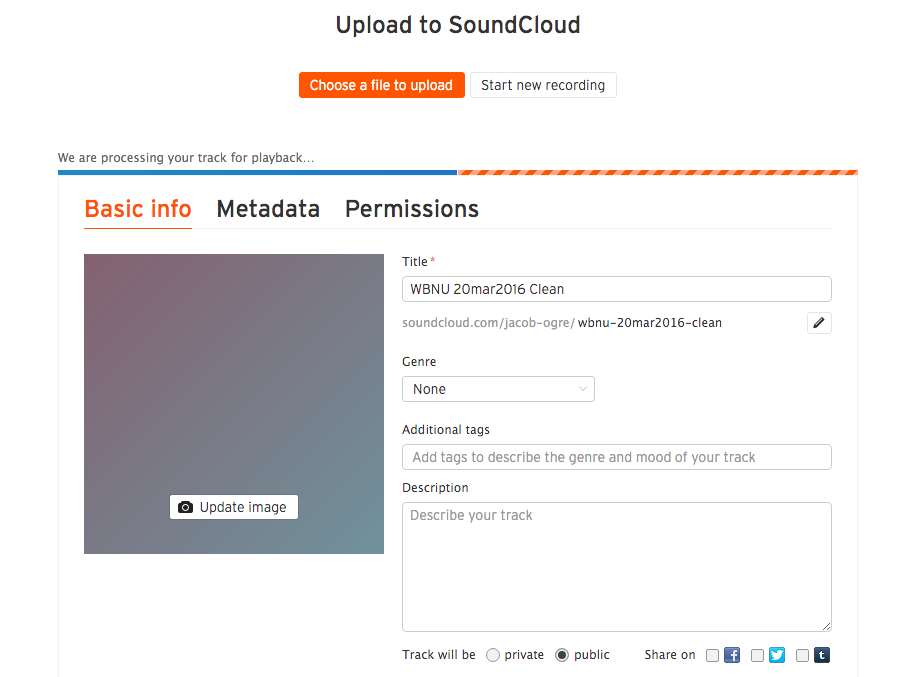 Upload to SoundCloud
Choose a file to upload
Start new recording
We are processing your track for playback...
Basic info Metadata Permissions
Title*
WBNU 20mar2016 Clean
soundcloud.com/jacob-ogre/ wbnu-20mar2016-clean
Genre
None
Additional tags
Add tags to describe the genre and mood of your track
Description
Describe your track
Update image
Track will be private public Share on f t